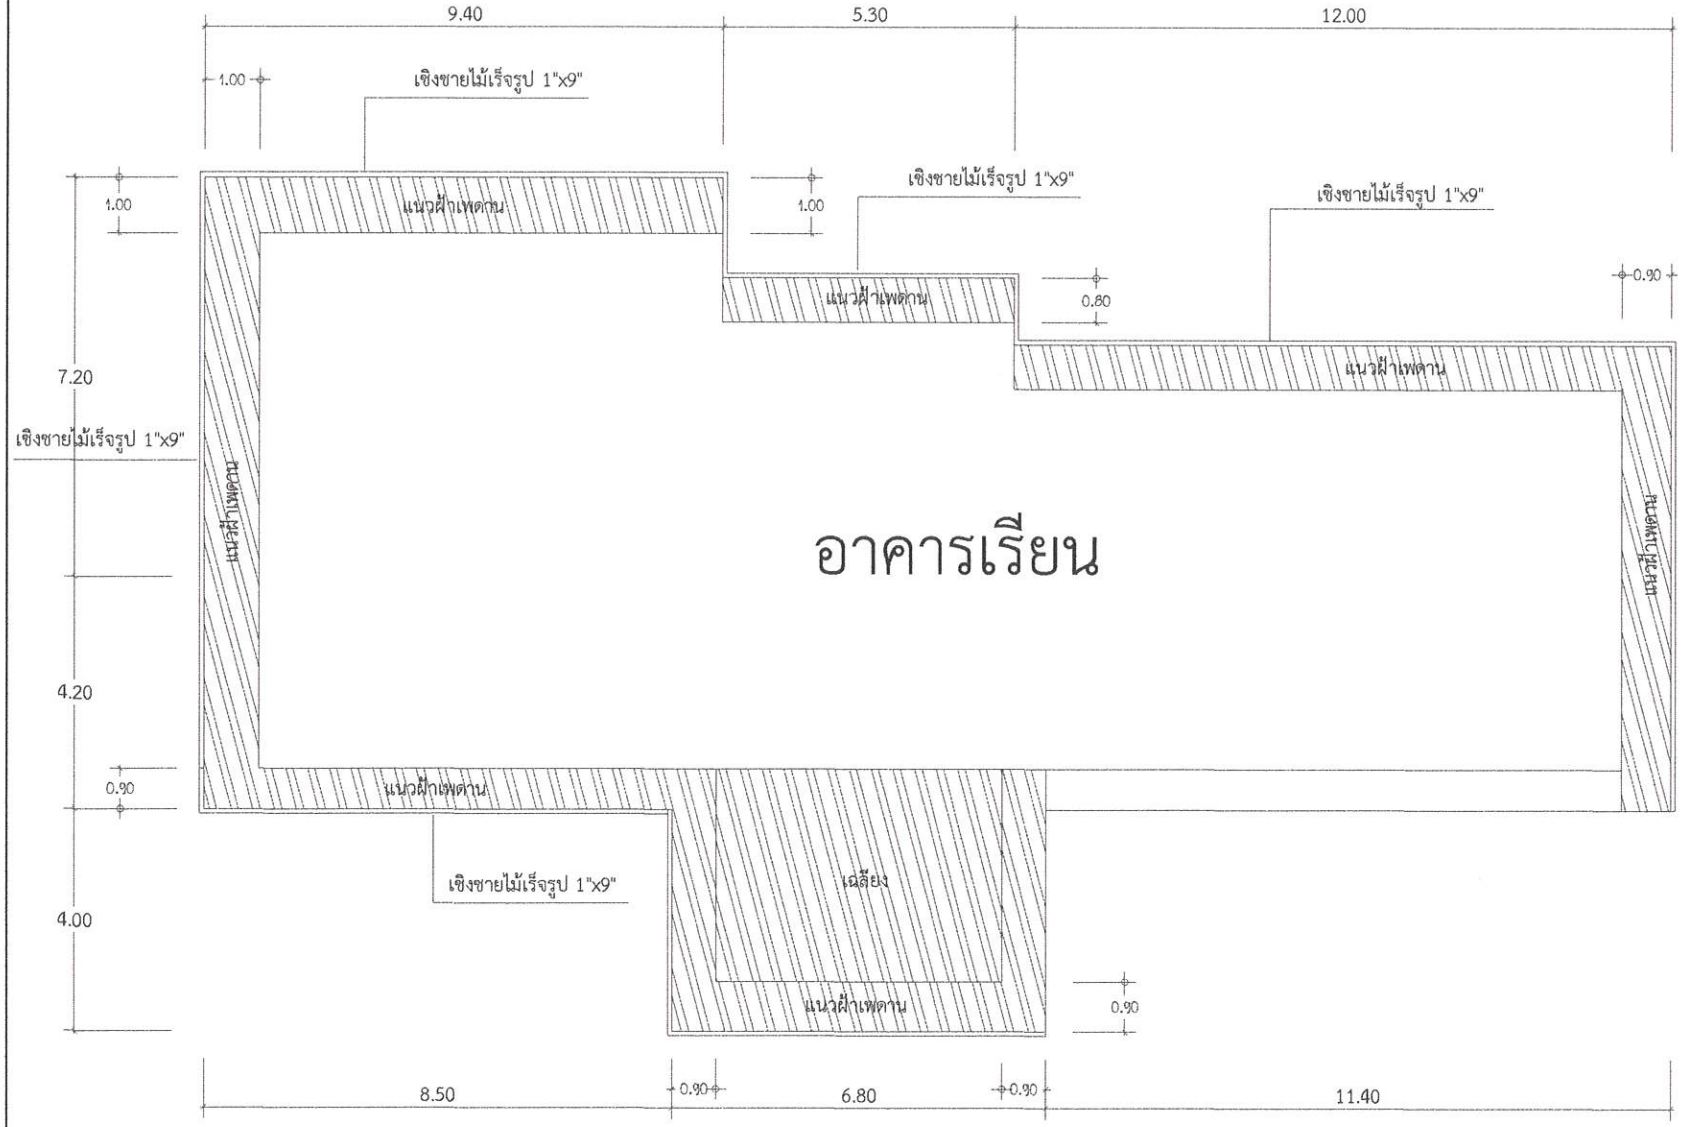 9.40 5.30 12.00
1.00 เชิงชายไม้เร็จรูป 1"x9"
เชิงชายไม้เร็จรูป 1"x9"
เชิงชายไม้เร็จรูป 1"x9"
1.00 แนวฝ้าเพดาน 1.00
0.90
แนวฝ้าเพดาน 0.80
แนวฝ้าเพดาน
7.20
เชิงชายไม้เร็จรูป 1"x9"
แนวฝ้าเพดาน
อาคารเรียน
แนวฝ้าเพดาน
4.20
0.90 แนวฝ้าเพดาน
เชิงชายไม้เร็จรูป 1"x9"
เฉลียง
4.00
แนวฝ้าเพดาน 0.90
8.50 0.90 6.80 0.90 11.40